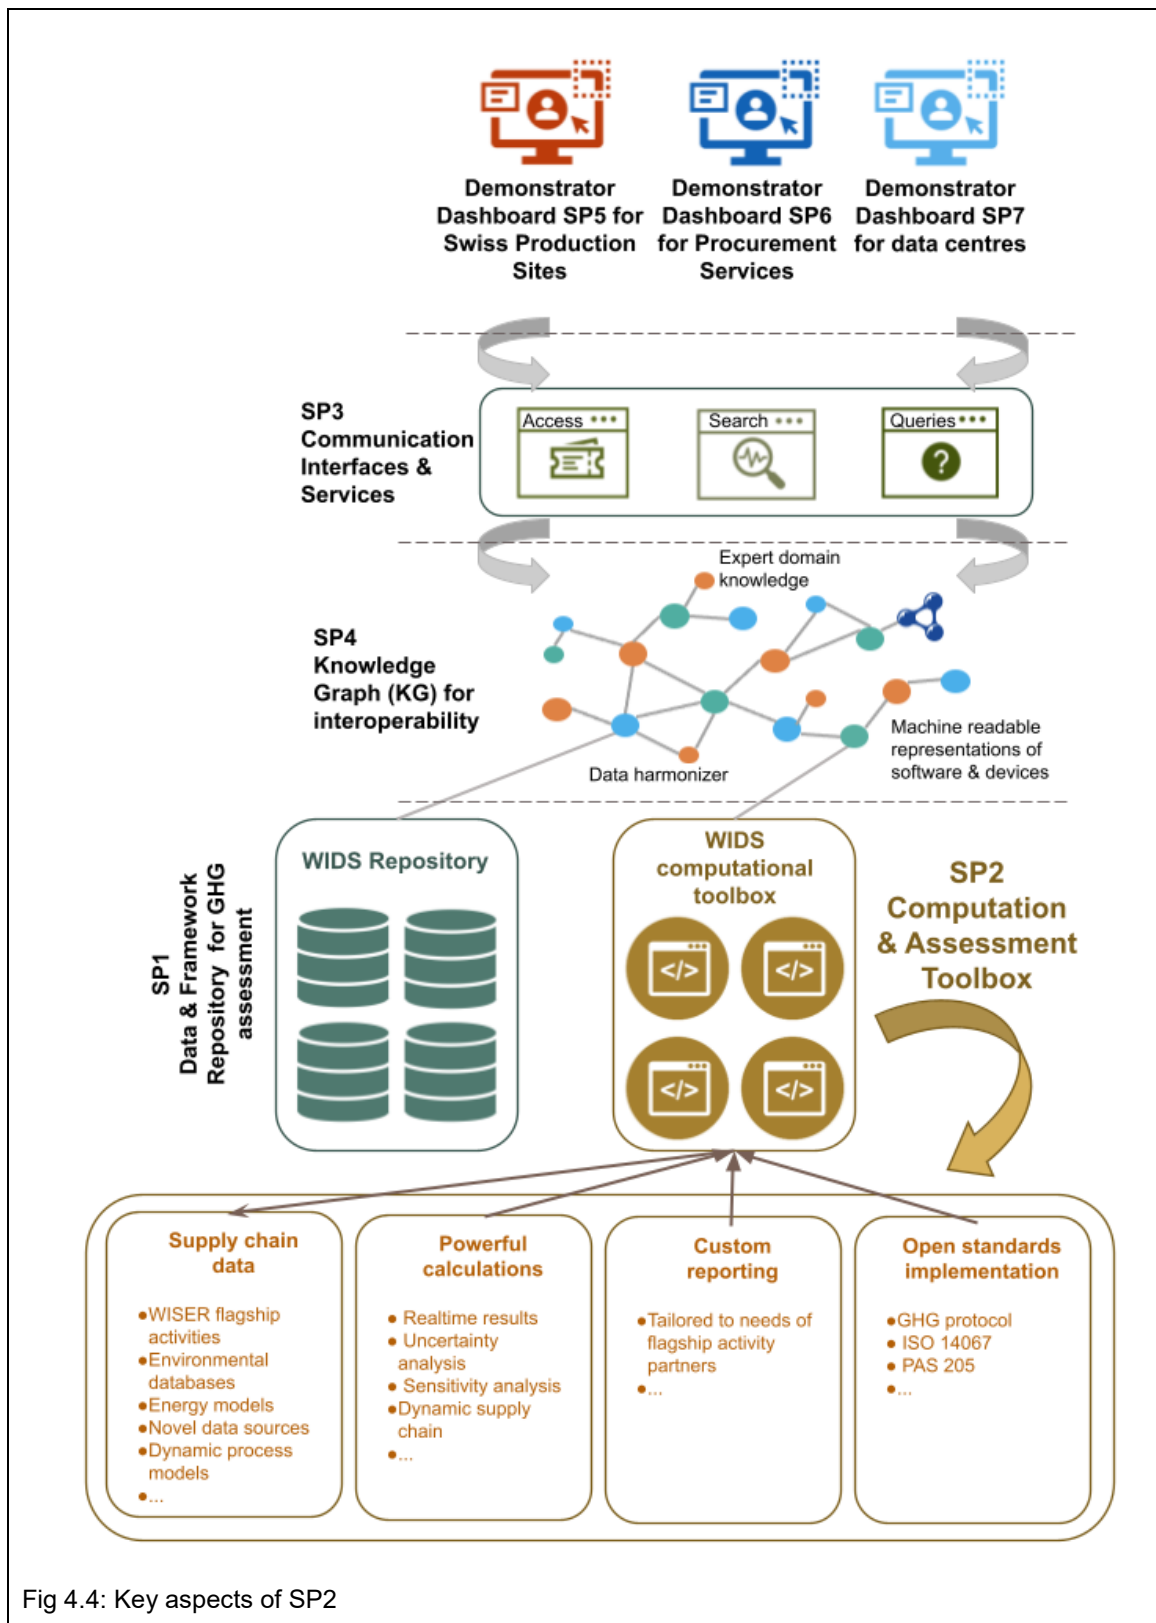 Demonstrator
Dashboard SP5 for
Swiss Production
Sites
Demonstrator
Dashboard SP6
for Procurement
Services
Demonstrator
Dashboard SP7
for data centres
SP3
Communication
Interfaces &
Services
Access
Search
Queries
?
SP4
Knowledge
Graph (KG) for
interoperability
Expert domain
knowledge
Data harmonizer
Machine readable
representations of
software & devices
SP1
Data & Framework
Repository for GHG
assessment
WIDS Repository
WIDS
computational
toolbox
</>
</>
</>
</>
SP2
Computation
& Assessment
Toolbox
Supply chain
data
●WISER flagship
activities
●Environmental
databases
●Energy models
●Novel data sources
●Dynamic process
models
●...
Powerful
calculations
● Realtime results
● Uncertainty
analysis
● Sensitivity analysis
●Dynamic supply
chain
●...
Custom
reporting
●Tailored to needs of
flagship activity
partners
●...
Open standards
implementation
●GHG protocol
● ISO 14067
● PAS 205
●...
Fig 4.4: Key aspects of SP2